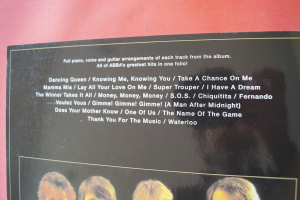 Full piano, voice and guitar arrangements of each track from the album.
All of ABBA's greatest hits in one folio!
Dancing Queen / Knowing Me, Knowing You / Take A Chance On Me
Mamma Mia / Lay All Your Love On Me / Super Trouper / I Have A Dream
The Winner Takes It All / Money, Money, Money / S.O.S. / Chiquitita / Fernando
Voulez Vous / Gimme! Gimme! Gimme! (A Man After Midnight)
Does Your Mother Know / One Of Us / The Name Of The Game
Thank You For The Music / Waterloo